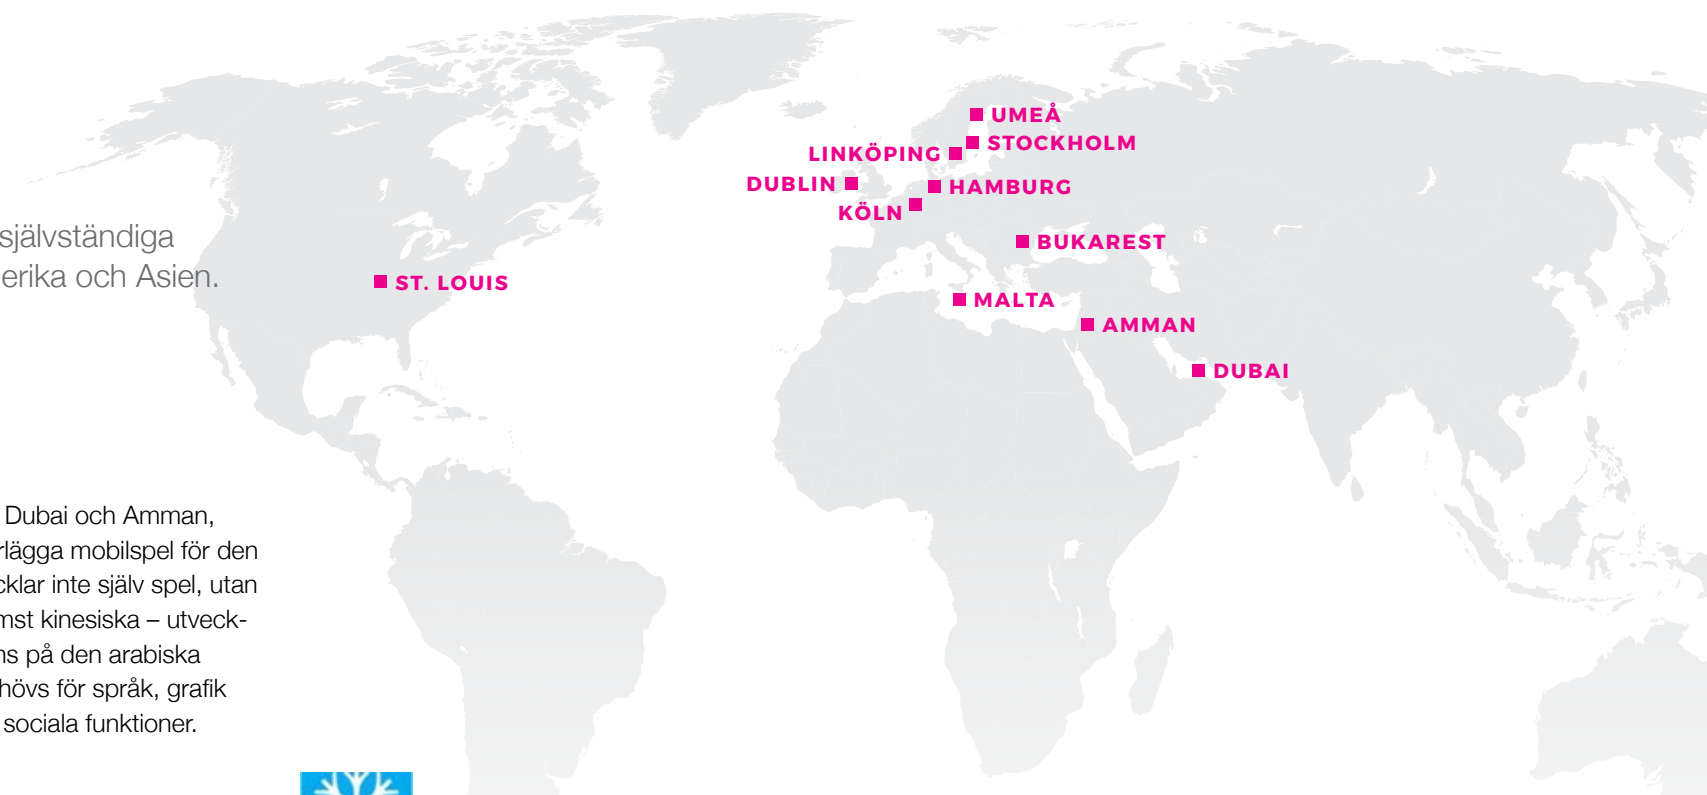 självständiga
erika och Asien.
Dubai och Amman,
rlägga mobilspel för den
cklar inte själv spel, utan
mst kinesiska – utveck-
ns på den arabiska
hövs för språk, grafik
sociala funktioner.
UMEÅ
STOCKHOLM
LINKÖPING
DUBLIN
HAMBURG
KÖLN
BUKAREST
ST. LOUIS
MALTA
AMMAN
DUBAI